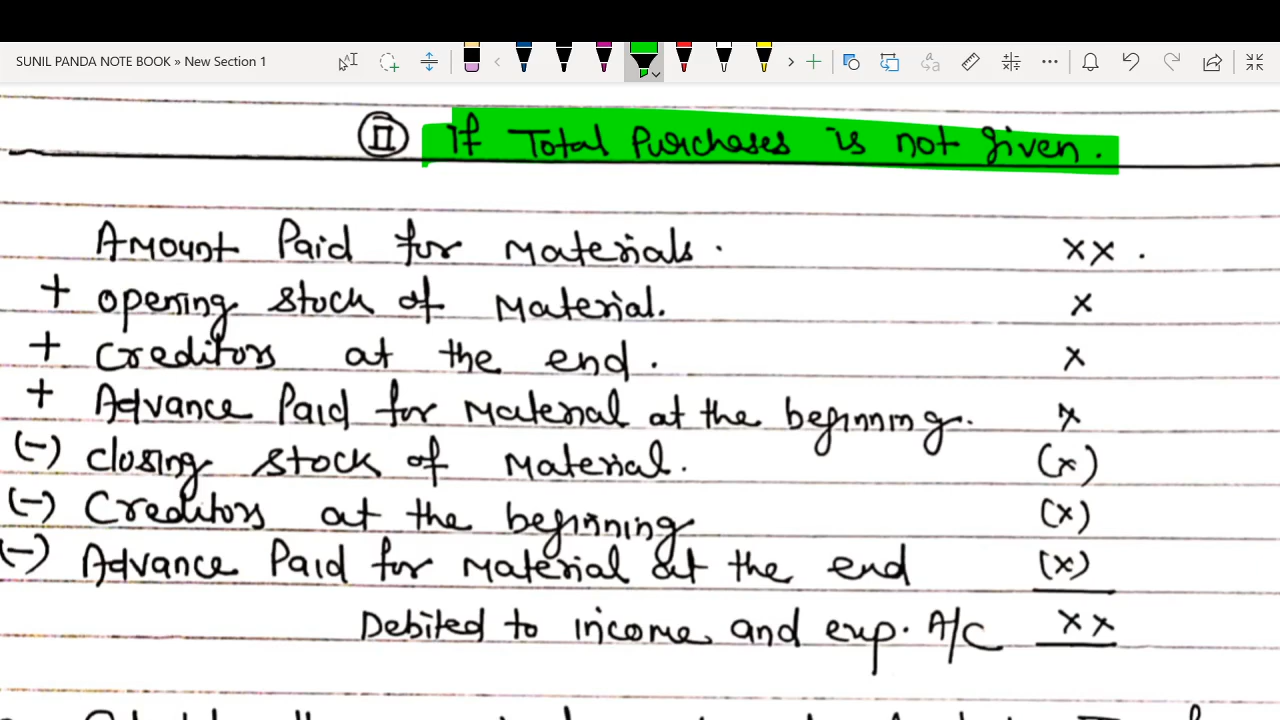 SUNIL PANDA NOTE BOOK » New Section 1
II If Total Purchases is not given.
Amount Paid for materials. xx.
+ opening stock of material. x
+ creditors at the end. x
+ Advance Paid for material at the beginning. x
(-) closing stock of material. (x)
(-) Creditors at the beginning (x)
(-) Advance Paid for material at the end (x)
Debited to income and exp. A/C xx